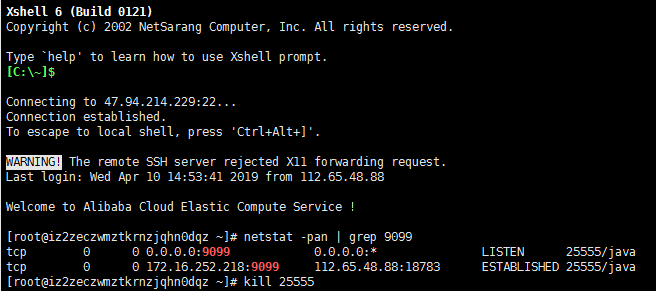 Xshell 6 (Build 0121)
Copyright (c) 2002 NetSarang Computer, Inc. All rights reserved.
Type `help' to learn how to use Xshell prompt.
[C:\~]$
Connecting to 47.94.214.229:22...
Connection established.
To escape to local shell, press 'Ctrl+Alt+]'.
WARNING! The remote SSH server rejected X11 forwarding request.
Last login: Wed Apr 10 14:53:41 2019 from 112.65.48.88
Welcome to Alibaba Cloud Elastic Compute Service !
[root@iz2zeczwmztkrnzjqhn0dqz ~]# netstat -pan | grep 9099
tcp 0 0 0.0.0.0:9099 0.0.0.0:* LISTEN 25555/java
tcp 0 0 172.16.252.218:9099 112.65.48.88:18783 ESTABLISHED 25555/java
[root@iz2zeczwmztkrnzjqhn0dqz ~]# kill 25555